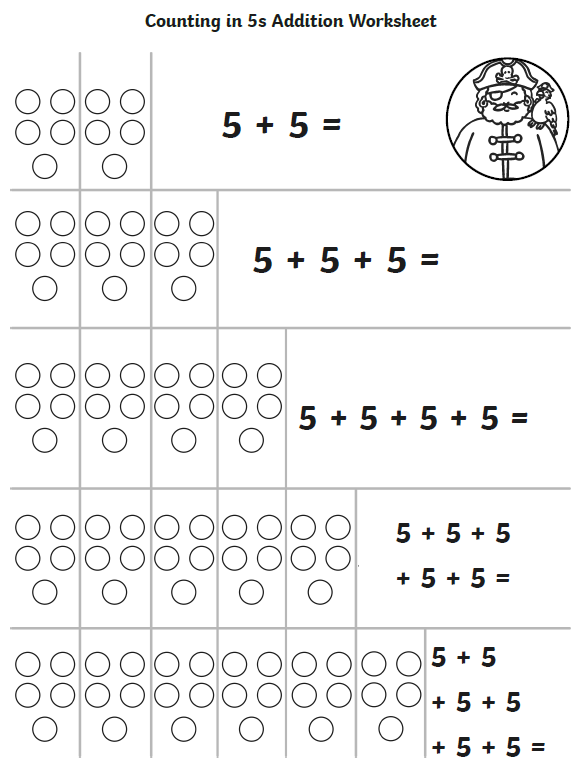 Counting in 5s Addition Worksheet
5 + 5 =
5 + 5 + 5 =
5 + 5 + 5 + 5 =
5 + 5 + 5
+ 5 + 5 =
5 + 5
+ 5 + 5
+ 5 + 5 =